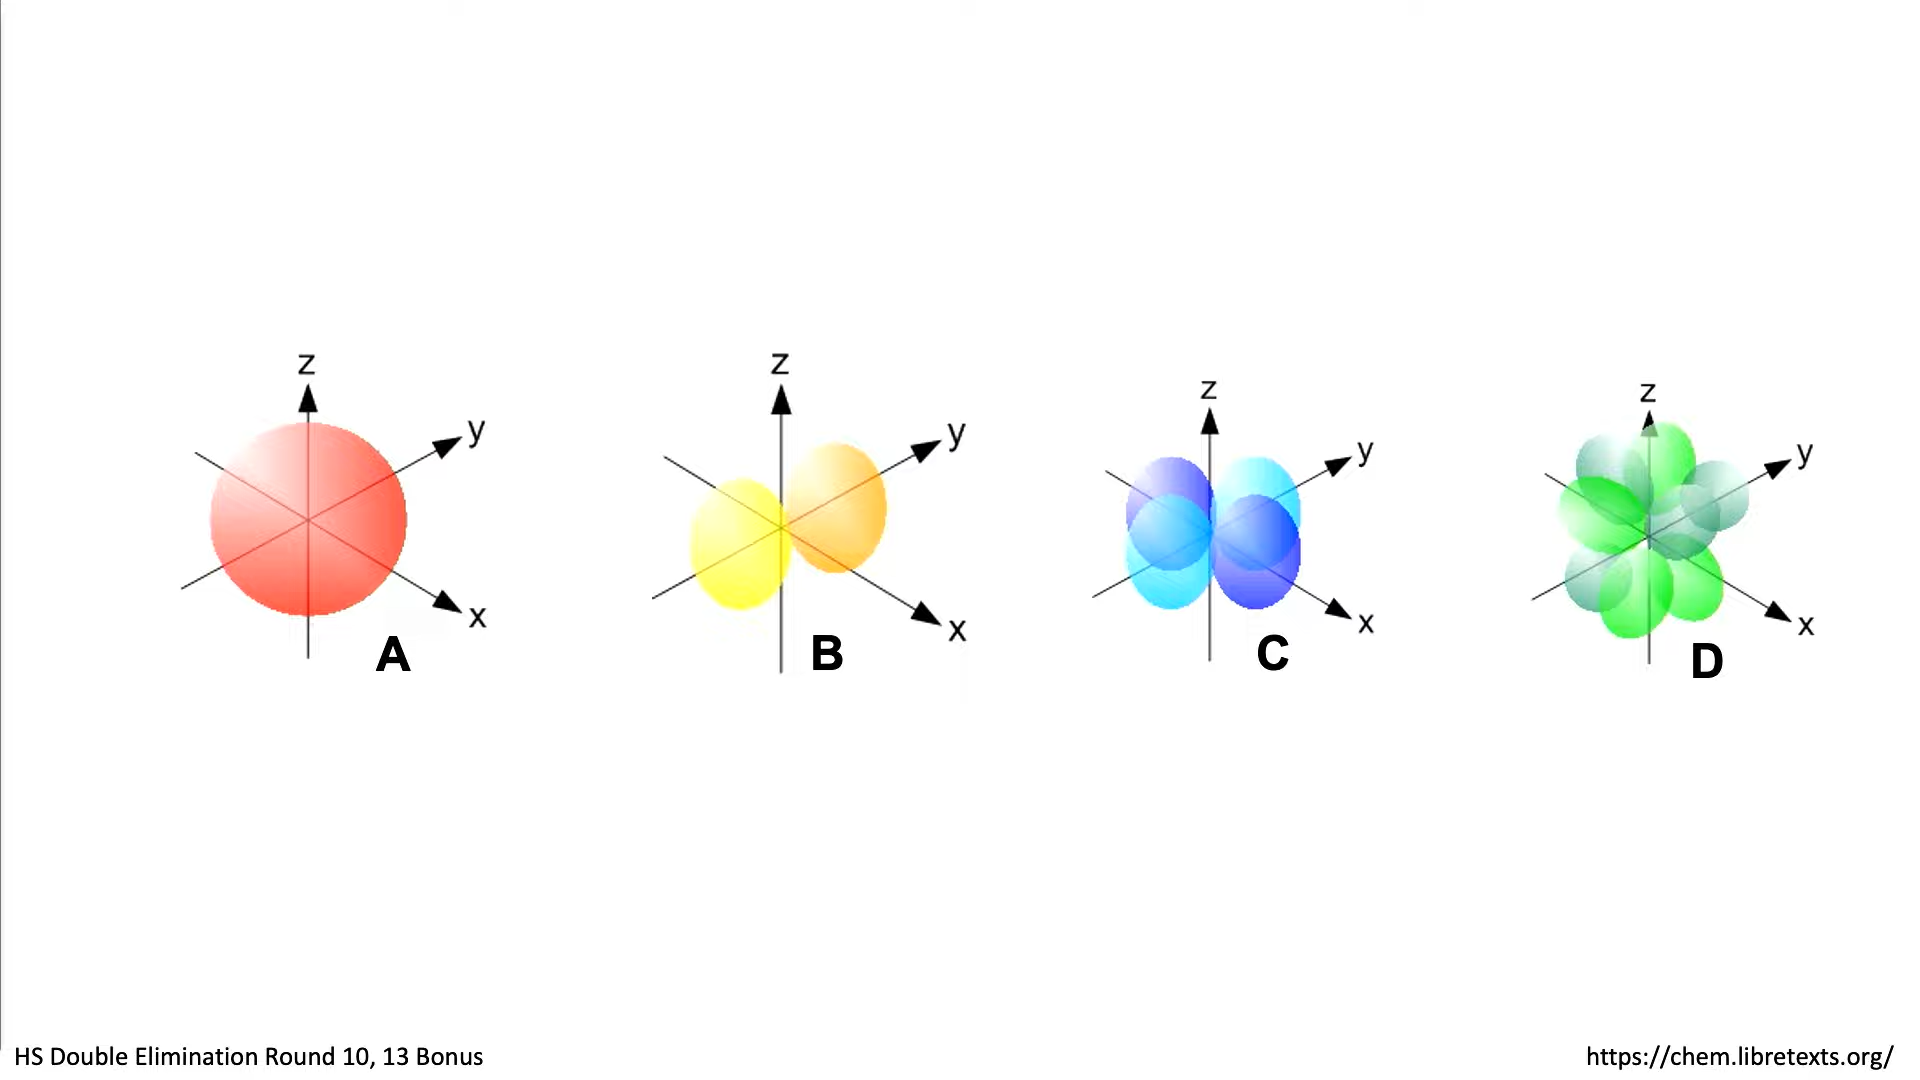 z
y
x
A
z
y
x
B
z
y
x
C
z
y
x
D
HS Double Elimination Round 10, 13 Bonus
https://chem.libretexts.org/